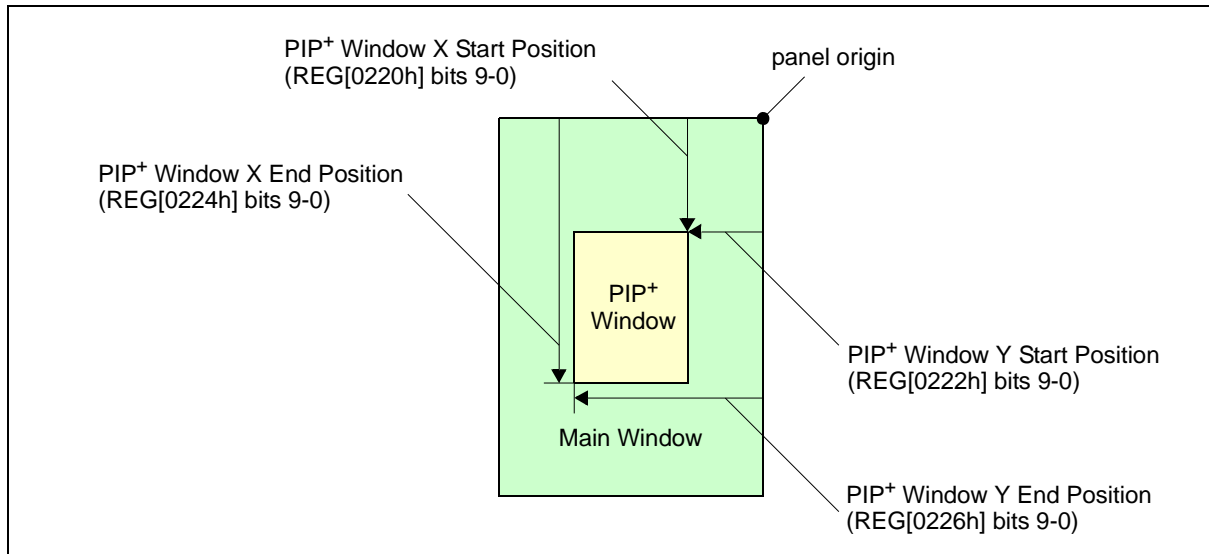 PIP+ Window X Start Position
(REG[0220h] bits 9-0)
panel origin
PIP+ Window X End Position
(REG[0224h] bits 9-0)
PIP+
Window
PIP+ Window Y Start Position
(REG[0222h] bits 9-0)
Main Window
PIP+ Window Y End Position
(REG[0226h] bits 9-0)